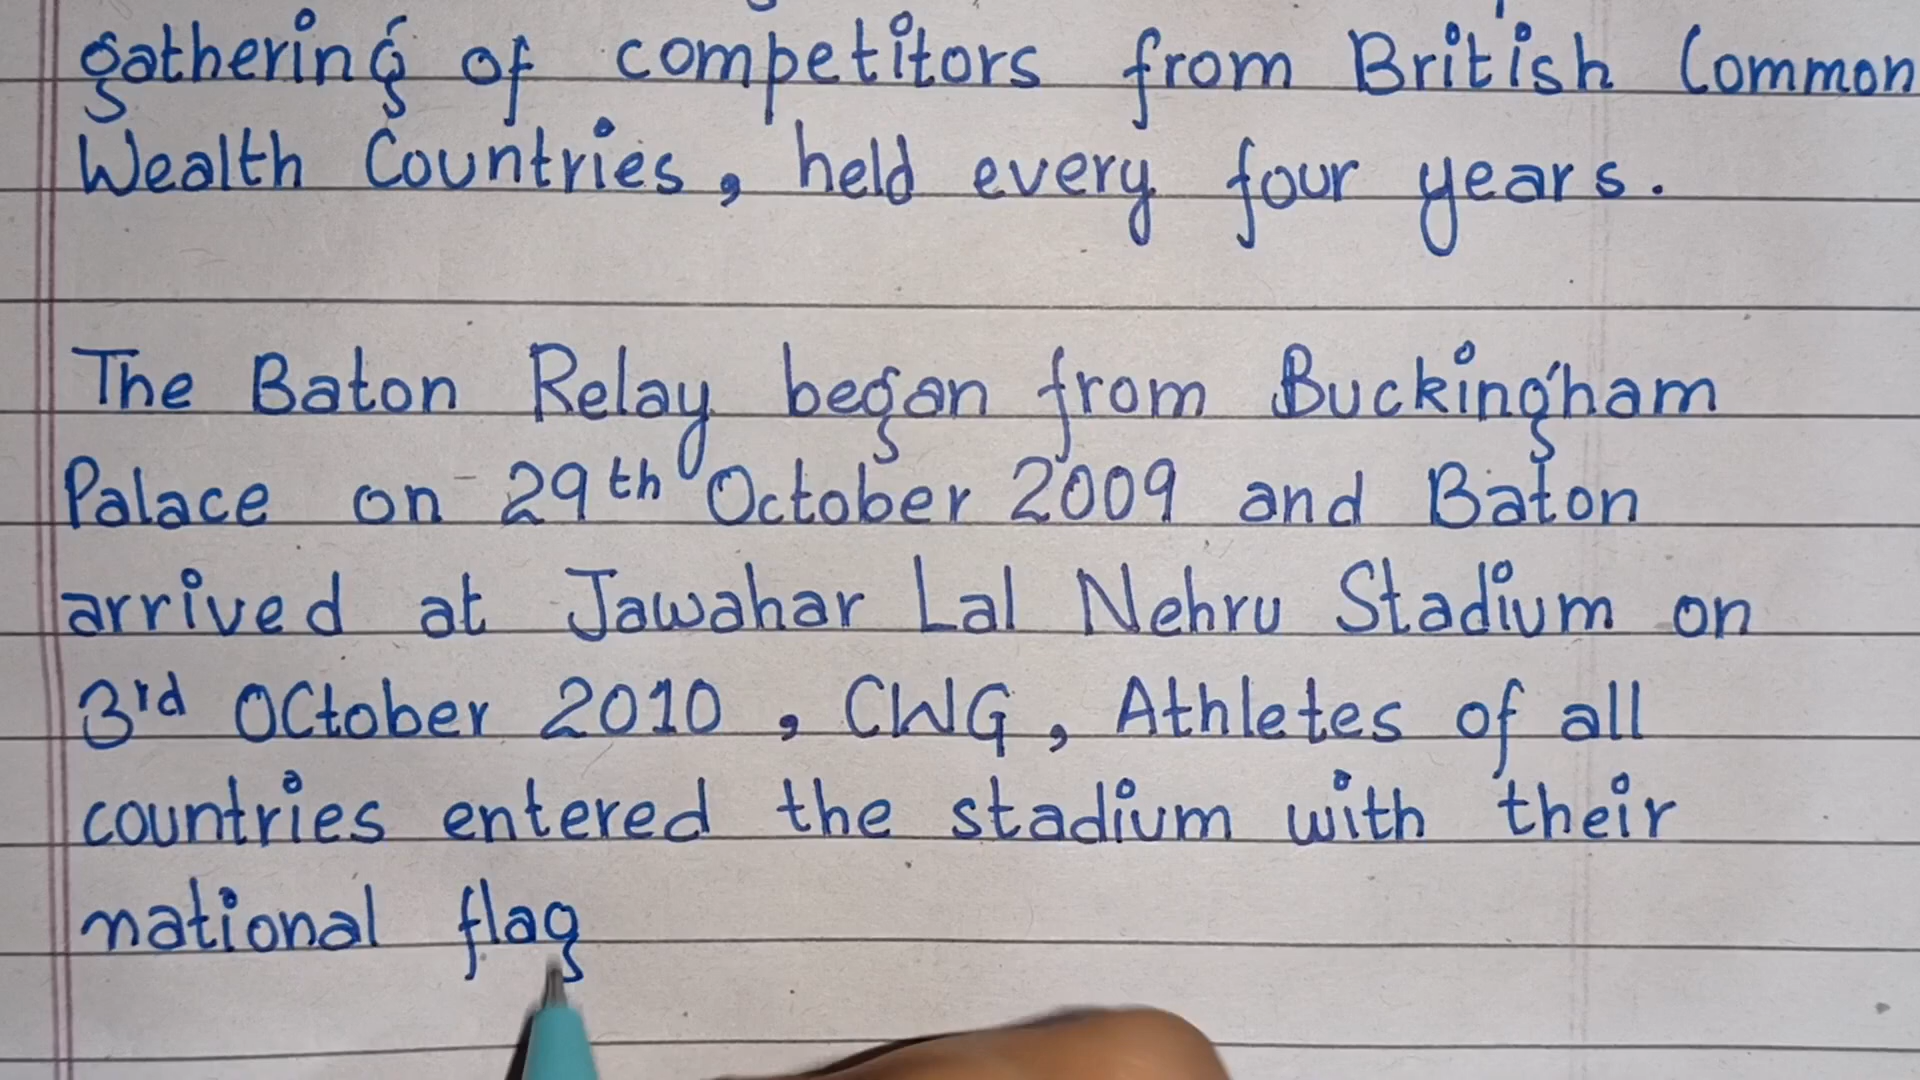 gathering of competitors from British Common
Wealth Countries, held every four years.
The Baton Relay began from Buckingham
Palace on 29th October 2009 and Baton
arrived at Jawahar Lal Nehru Stadium on
3rd OCtober 2010, CWG, Athletes of all
countries entered the stadium with their
national flag